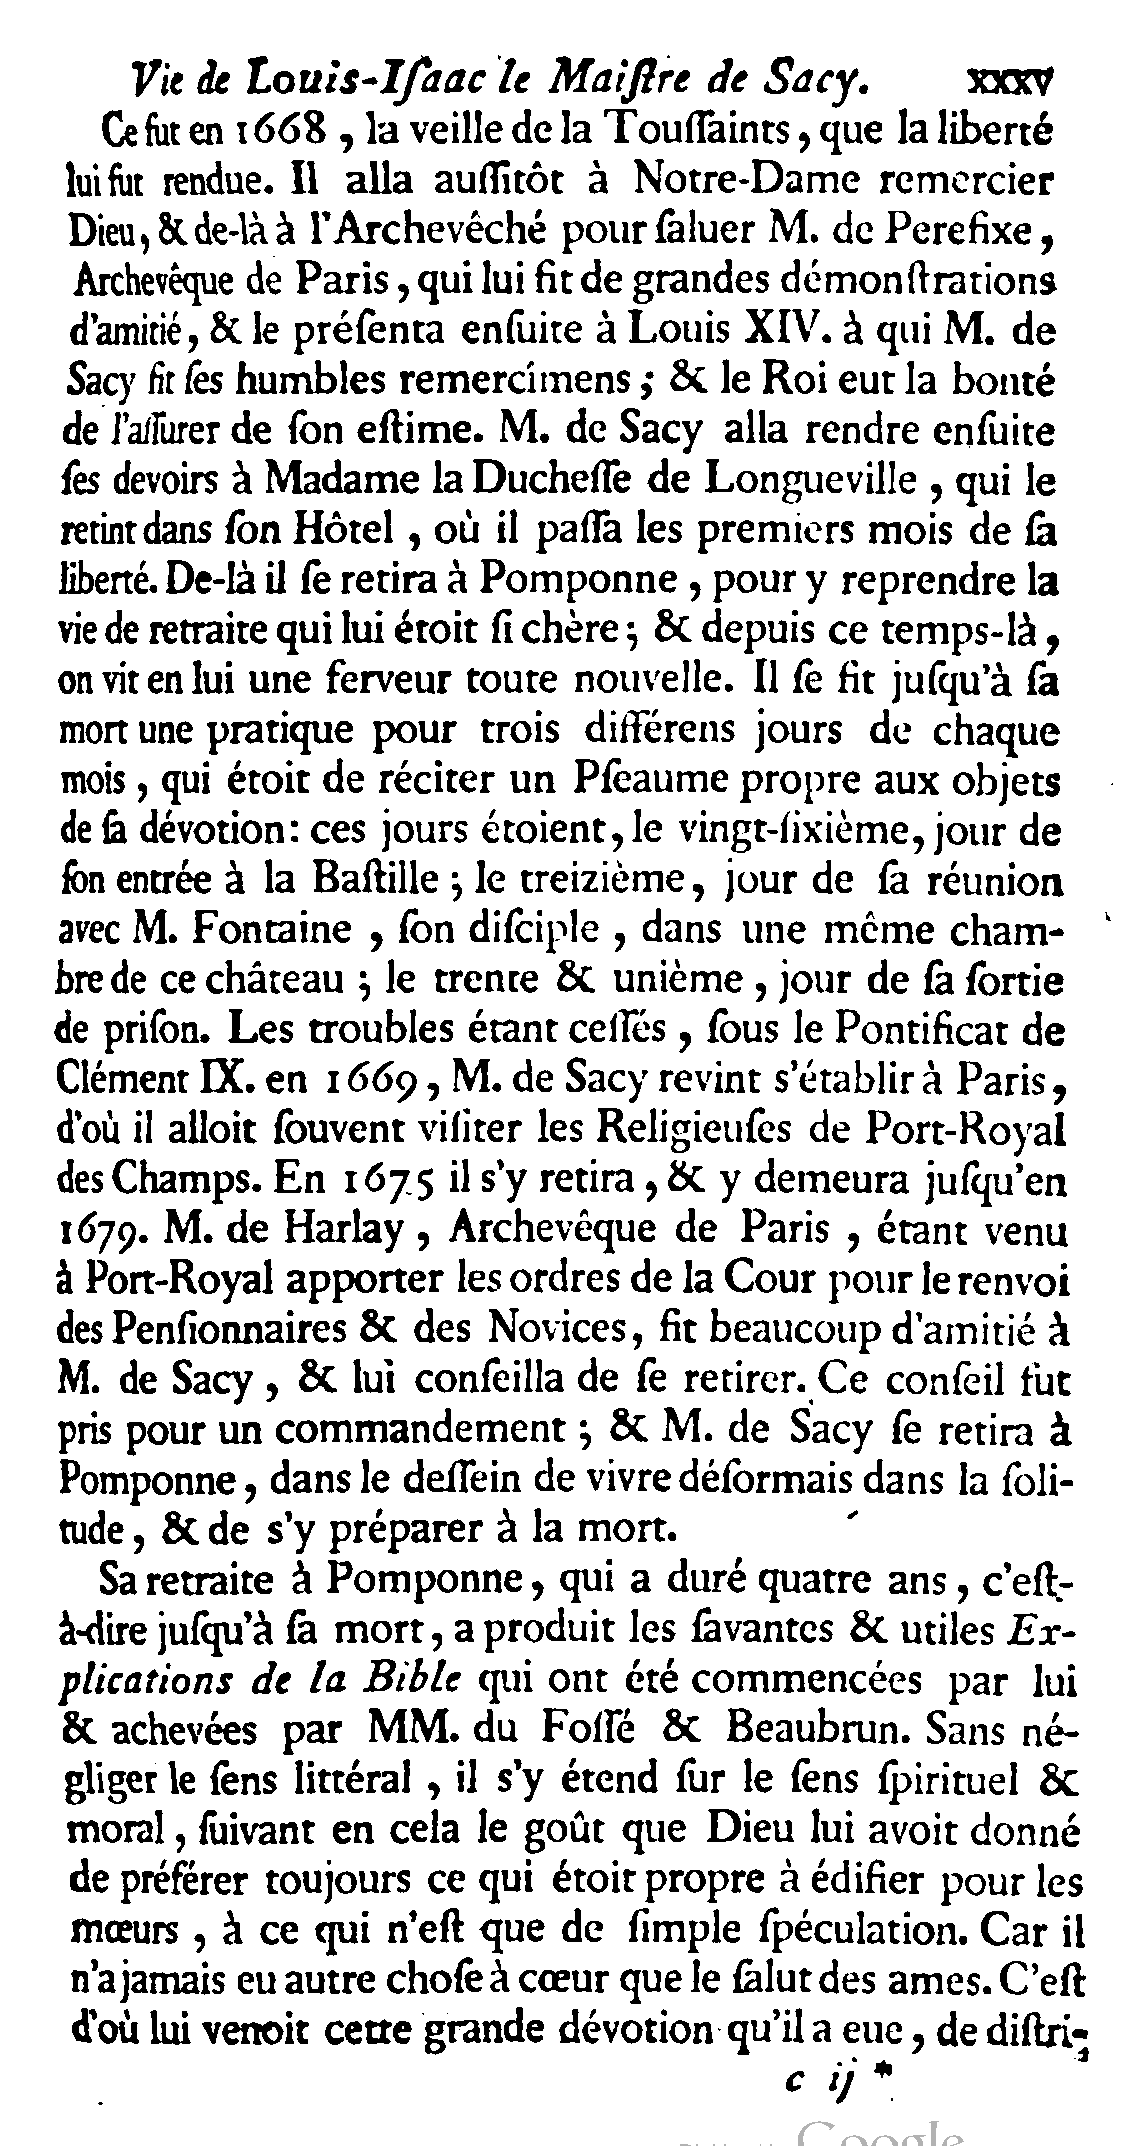 Vie de Louis-Iſaac le Maiſtre de Sacy. xxxv
Ce fut en 1668, la veille de la Touſſaints, que la liberté
lui fut rendue. Il alla auſſitôt à Notre-Dame remercier
Dieu, & de-là à l'Archevêché pour ſaluer M. de Perefixe,
Archevêque de Paris, qui lui fit de grandes démonſtrations
d'amitié, & le préſenta enſuite à Louis XIV. à qui M. de
Sacy fit ſes humbles remercimens; & le Roi eut la bonté
de l'aſſurer de ſon eſtime. M. de Sacy alla rendre enſuite
ſes devoirs à Madame la Ducheſſe de Longueville, qui le
retint dans ſon Hôtel, où il paſſa les premiers mois de ſa
liberté. De-là il ſe retira à Pomponne, pour y reprendre la
vie de retraite qui lui étoit ſi chère; & depuis ce temps-là,
on vit en lui une ferveur toute nouvelle. Il ſe fit juſqu'à ſa
mort une pratique pour trois différens jours de chaque
mois, qui étoit de réciter un Pſeaume propre aux objets
de ſa dévotion: ces jours étoient, le vingt-ſixième, jour de
ſon entrée à la Baſtille; le treizième, jour de ſa réunion
avec M. Fontaine, ſon diſciple, dans une même cham-
bre de ce château; le trente & unième, jour de ſa ſortie
de priſon. Les troubles étant ceſſés, ſous le Pontificat de
Clément IX. en 1669, M. de Sacy revint s'établir à Paris,
d'où il alloit ſouvent viſiter les Religieuſes de Port-Royal
des Champs. En 1675 il s'y retira, & y demeura juſqu'en
1679. M. de Harlay, Archevêque de Paris, étant venu
à Port-Royal apporter les ordres de la Cour pour le renvoi
des Penſionnaires & des Novices, fit beaucoup d'amitié à
M. de Sacy, & lui conſeilla de ſe retirer. Ce conſeil fut
pris pour un commandement; & M. de Sacy ſe retira à
Pomponne, dans le deſſein de vivre déſormais dans la ſoli-
tude, & de s'y préparer à la mort.
Sa retraite à Pomponne, qui a duré quatre ans, c'eſt-
à-dire juſqu'à ſa mort, a produit les ſavantes & utiles Ex-
plications de la Bible qui ont été commencées par lui
& achevées par MM. du Foſſé & Beaubrun. Sans né-
gliger le ſens littéral, il s'y étend ſur le ſens ſpirituel &
moral, ſuivant en cela le goût que Dieu lui avoit donné
de préférer toujours ce qui étoit propre à édifier pour les
mœurs, à ce qui n'eſt que de ſimple ſpéculation. Car il
n'a jamais eu autre choſe à cœur que le ſalut des ames. C'eſt
d'où lui venoit cette grande dévotion qu'il a eue, de diſtri-
c ij *
Google